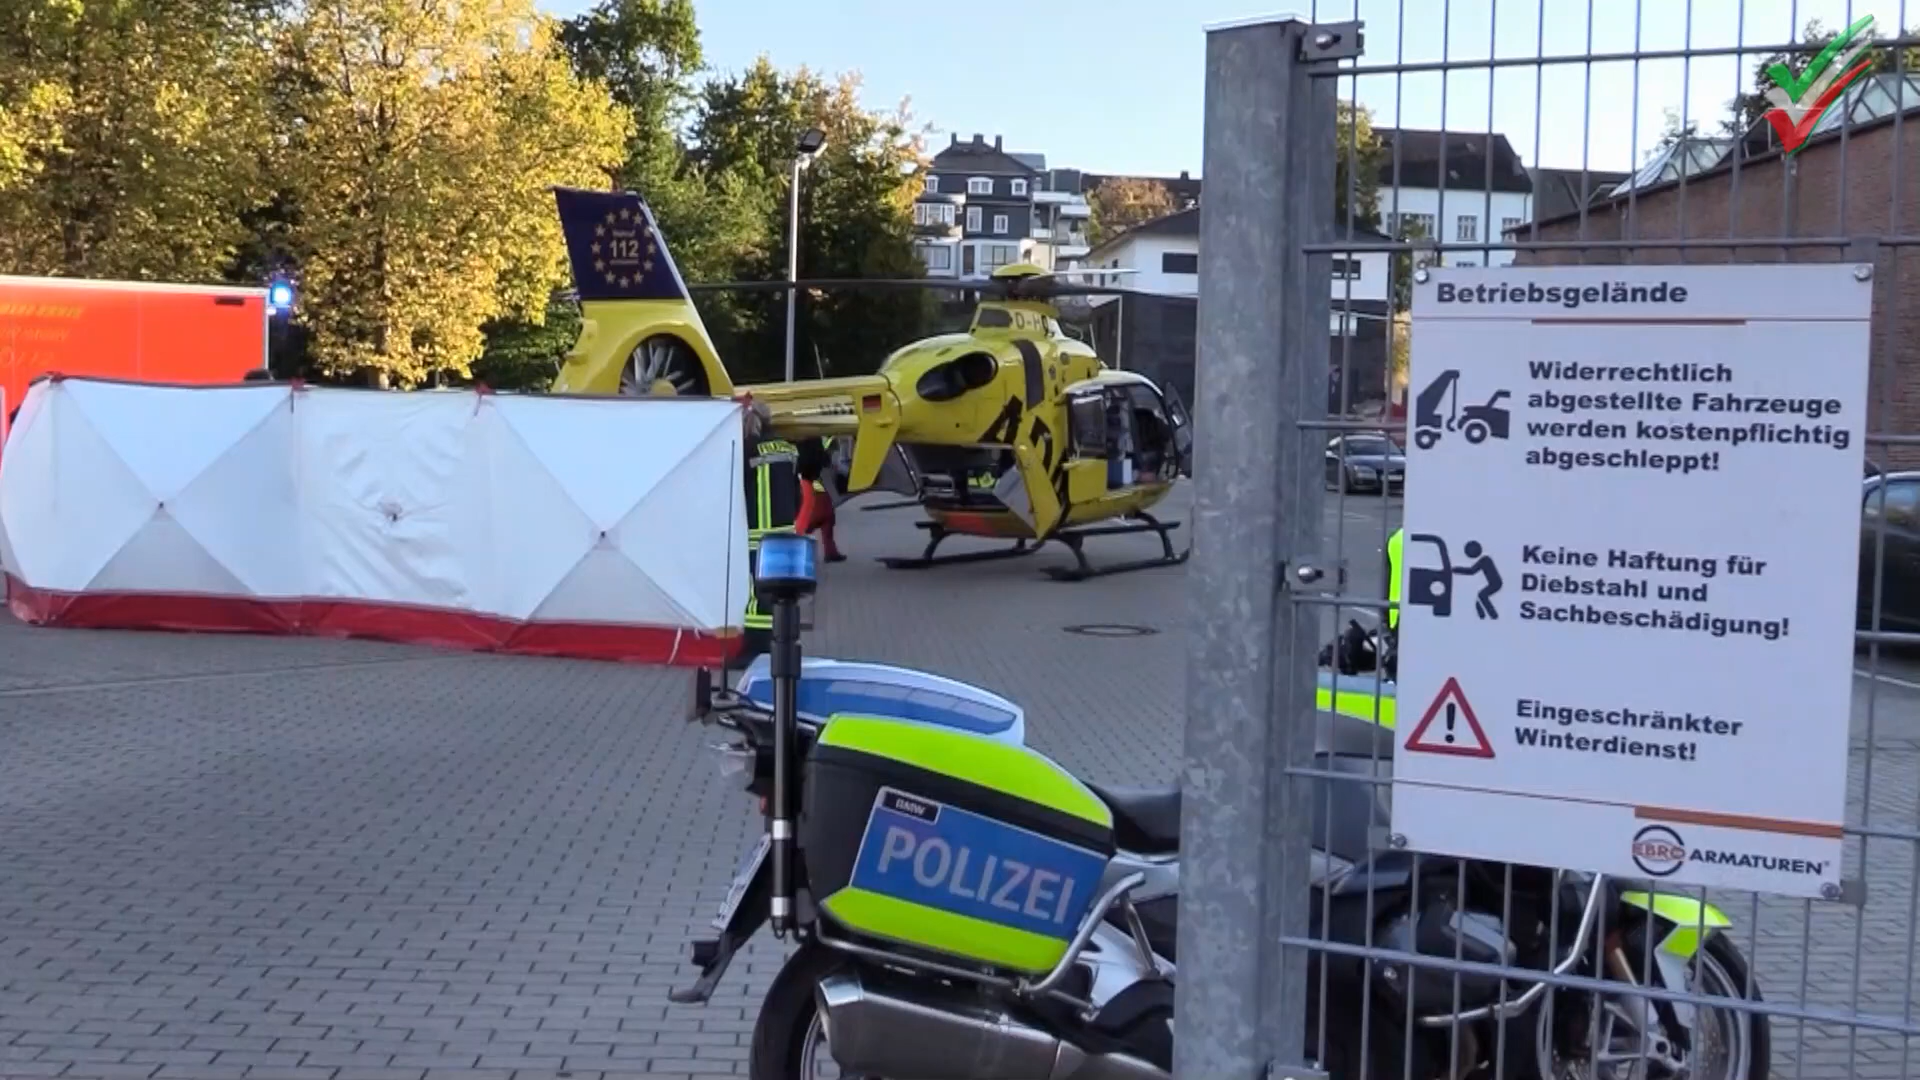 112
D-H
Betriebsgelände
Widerrechtlich
abgestellte Fahrzeuge
werden kostenpflichtig
abgeschleppt!
Keine Haftung für
Diebstahl und
Sachbeschädigung!
Eingeschränkter
Winterdienst!
EBRO ARMATUREN®
BMW
POLIZEI